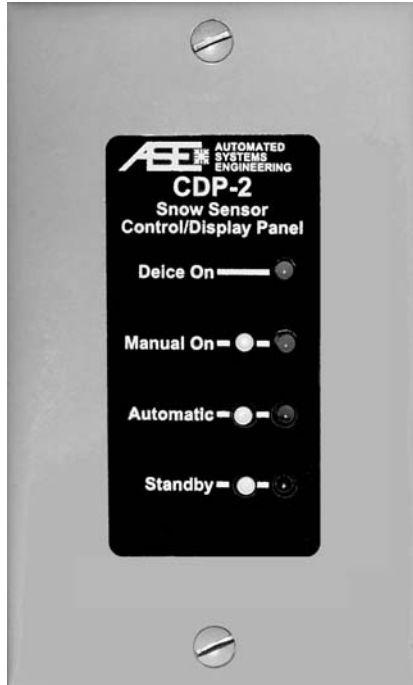 ASE
AUTOMATED
SYSTEMS
ENGINEERING
CDP-2
Snow Sensor
Control/Display Panel
Deice On
Manual On
Automatic
Standby